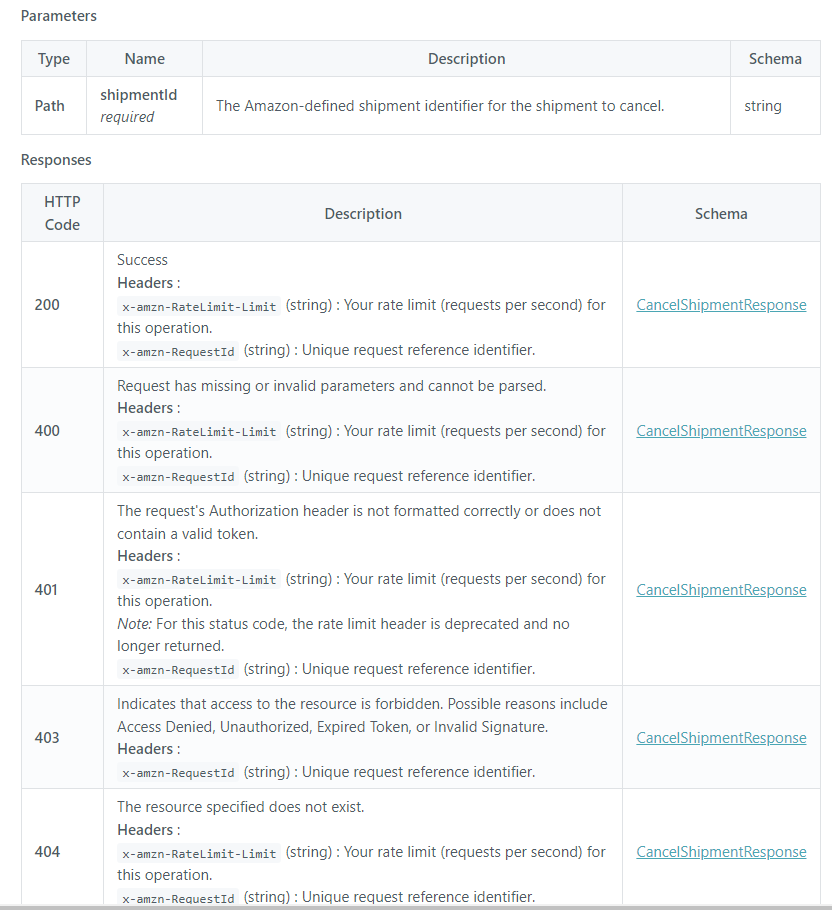 Parameters
Type Name Description Schema
Path shipmentId required The Amazon-defined shipment identifier for the shipment to cancel. string
Responses
HTTP Code Description Schema
200
Success
Headers :
x-amzn-RateLimit-Limit (string) : Your rate limit (requests per second) for
this operation.
x-amzn-RequestId (string) : Unique request reference identifier.
CancelShipmentResponse
400
Request has missing or invalid parameters and cannot be parsed.
Headers :
x-amzn-RateLimit-Limit (string) : Your rate limit (requests per second) for
this operation.
x-amzn-RequestId (string) : Unique request reference identifier.
CancelShipmentResponse
401
The request's Authorization header is not formatted correctly or does not
contain a valid token.
Headers :
x-amzn-RateLimit-Limit (string) : Your rate limit (requests per second) for
this operation.
Note: For this status code, the rate limit header is deprecated and no
longer returned.
x-amzn-RequestId (string) : Unique request reference identifier.
CancelShipmentResponse
403
Indicates that access to the resource is forbidden. Possible reasons include
Access Denied, Unauthorized, Expired Token, or Invalid Signature.
Headers :
x-amzn-RequestId (string) : Unique request reference identifier.
CancelShipmentResponse
404
The resource specified does not exist.
Headers :
x-amzn-RateLimit-Limit (string) : Your rate limit (requests per second) for
this operation.
x-amzn-RequestId (string) : Unique request reference identifier.
CancelShipmentResponse